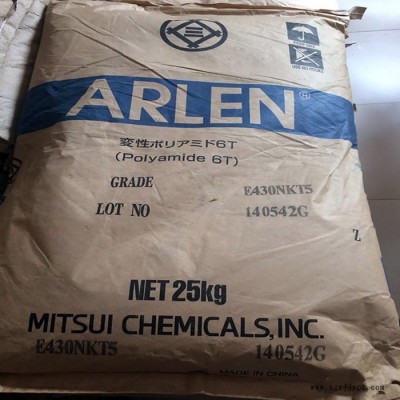 ARLEN®
変性ポリアミド6T
(Polyamide 6T)
GRADE E430NKT5
LOT NO 140542G
Z
NET 25kg
MITSUI CHEMICALS, INC.
E430NKT5 140542G
MADE IN CHINA